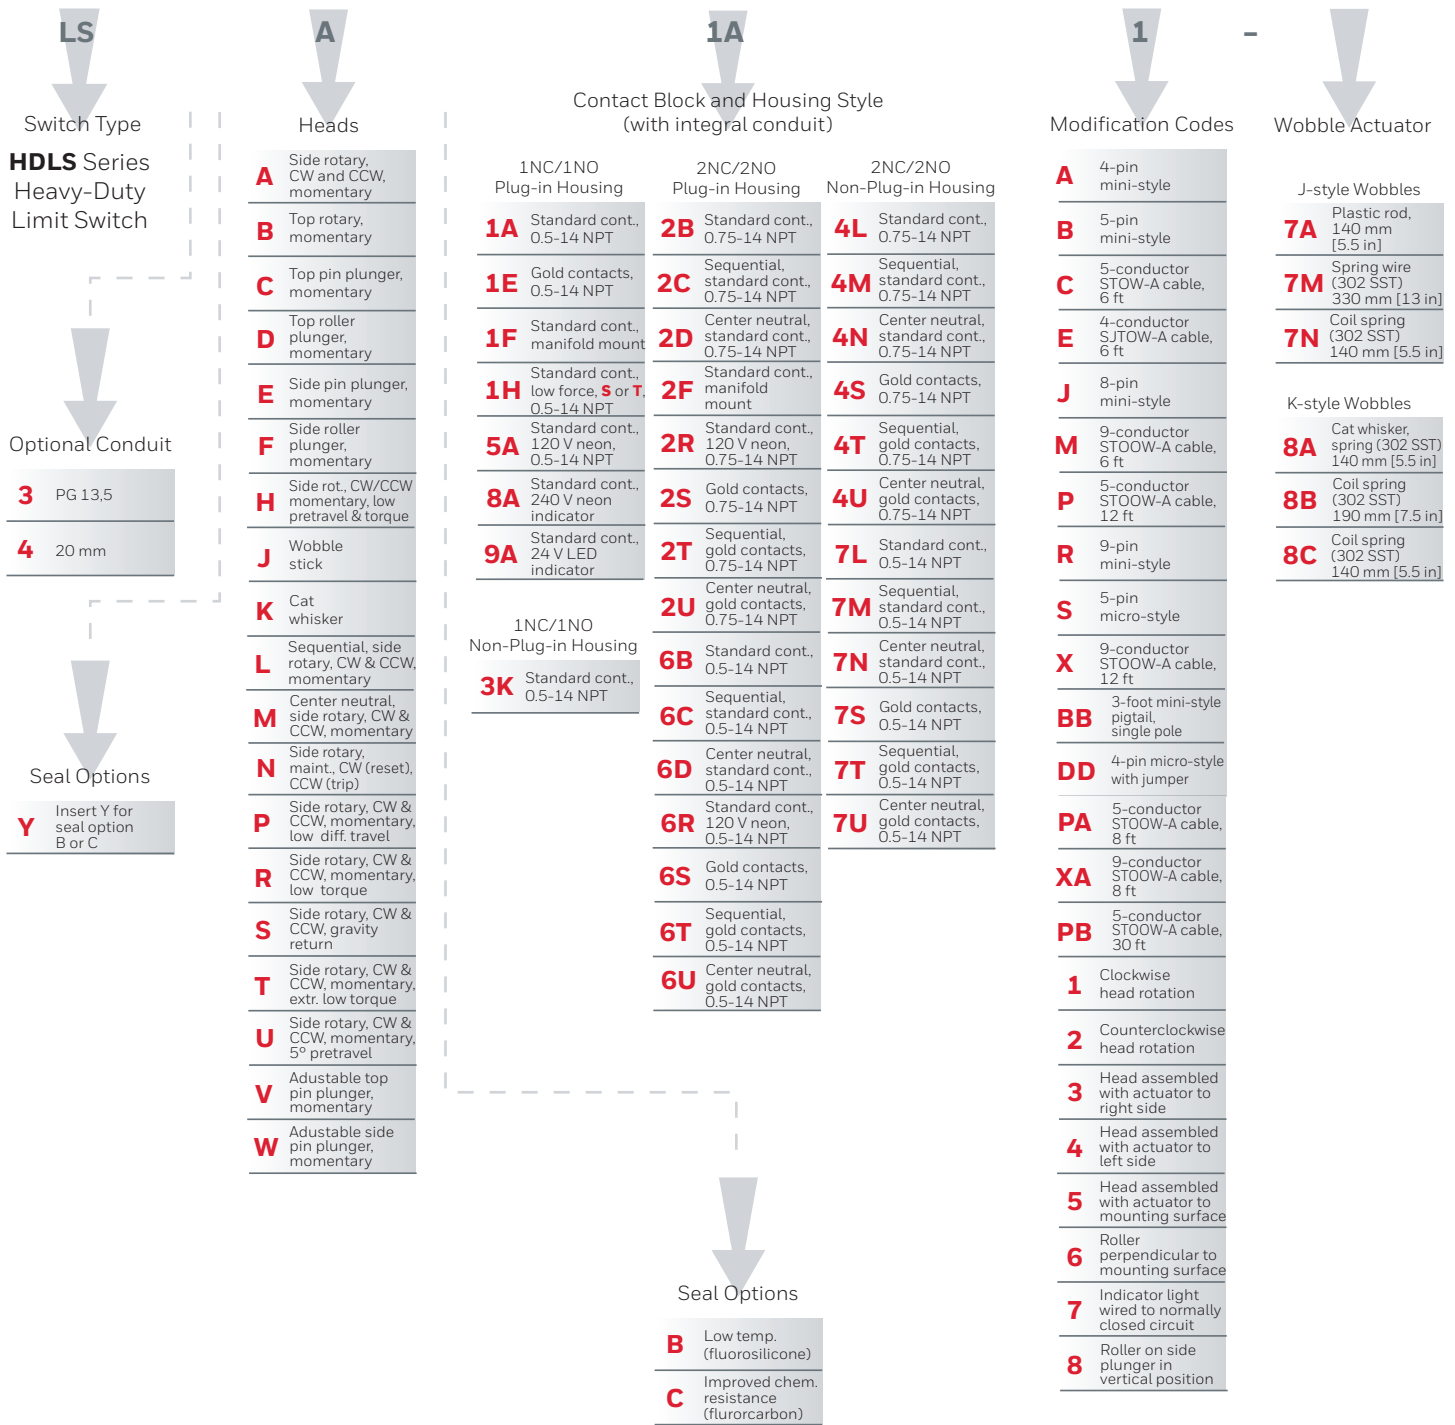 LS
A
1A
1
-
Switch Type
HDLS Series
Heavy-Duty
Limit Switch
Optional Conduit
3 PG 13,5
4 20 mm
Seal Options
Y
Insert Y for
seal option
B or C
Heads
A
Side rotary,
CW and CCW,
momentary
B
Top rotary,
momentary
C
Top pin plunger,
momentary
D
Top roller
plunger,
momentary
E
Side pin plunger,
momentary
F
Side roller
plunger,
momentary
H
Side rot., CW/CCW
momentary, low
pretravel & torque
J
Wobble
stick
K
Cat
whisker
L
Sequential, side
rotary, CW & CCW,
momentary
M
Center neutral,
side rotary, CW &
CCW, momentary
N
Side rotary,
maint., CW (reset),
CCW (trip)
P
Side rotary, CW &
CCW, momentary,
low diff. travel
R
Side rotary, CW &
CCW, momentary,
low torque
S
Side rotary, CW &
CCW, gravity
return
T
Side rotary, CW &
CCW, momentary,
extr. low torque
U
Side rotary, CW &
CCW, momentary,
5º pretravel
V
Adustable top
pin plunger,
momentary
W
Adustable side
pin plunger,
momentary
Contact Block and Housing Style
(with integral conduit)
1NC/1NO
Plug-in Housing
1A
Standard cont.,
0.5-14 NPT
1E
Gold contacts,
0.5-14 NPT
1F
Standard cont.,
manifold mount
1H
Standard cont.,
low force, S or T,
0.5-14 NPT
5A
Standard cont.,
120 V neon,
0.5-14 NPT
8A
Standard cont.,
240 V neon
indicator
9A
Standard cont.,
24 V LED
indicator
1NC/1NO
Non-Plug-in Housing
3K
Standard cont.,
0.5-14 NPT
2NC/2NO
Plug-in Housing
2B
Standard cont.,
0.75-14 NPT
2C
Sequential,
standard cont.,
0.75-14 NPT
2D
Center neutral,
standard cont.,
0.75-14 NPT
2F
Standard cont.,
manifold
mount
2R
Standard cont.,
120 V neon,
0.75-14 NPT
2S
Gold contacts,
0.75-14 NPT
2T
Sequential,
gold contacts,
0.75-14 NPT
2U
Center neutral,
gold contacts,
0.75-14 NPT
6B
Standard cont.,
0.5-14 NPT
6C
Sequential,
standard cont.,
0.5-14 NPT
6D
Center neutral,
standard cont.,
0.5-14 NPT
6R
Standard cont.,
120 V neon,
0.5-14 NPT
6S
Gold contacts,
0.5-14 NPT
6T
Sequential,
gold contacts,
0.5-14 NPT
6U
Center neutral,
gold contacts,
0.5-14 NPT
2NC/2NO
Non-Plug-in Housing
4L
Standard cont.,
0.75-14 NPT
4M
Sequential,
standard cont.,
0.75-14 NPT
4N
Center neutral,
standard cont.,
0.75-14 NPT
4S
Gold contacts,
0.75-14 NPT
4T
Sequential,
gold contacts,
0.75-14 NPT
4U
Center neutral,
gold contacts,
0.75-14 NPT
7L
Standard cont.,
0.5-14 NPT
7M
Sequential,
standard cont.,
0.5-14 NPT
7N
Center neutral,
standard cont.,
0.5-14 NPT
7S
Gold contacts,
0.5-14 NPT
7T
Sequential,
gold contacts,
0.5-14 NPT
7U
Center neutral,
gold contacts,
0.5-14 NPT
Seal Options
B
Low temp.
(fluorosilicone)
C
Improved chem.
resistance
(flurorcarbon)
Modification Codes
A
4-pin
mini-style
B
5-pin
mini-style
C
5-conductor
STOW-A cable,
6 ft
E
4-conductor
SJTOW-A cable,
6 ft
J
8-pin
mini-style
M
9-conductor
STOOW-A cable,
6 ft
P
5-conductor
STOOW-A cable,
12 ft
R
9-pin
mini-style
S
5-pin
micro-style
X
9-conductor
STOOW-A cable,
12 ft
BB
3-foot mini-style
pigtail,
single pole
DD
4-pin micro-style
with jumper
PA
5-conductor
STOOW-A cable,
8 ft
XA
9-conductor
STOOW-A cable,
8 ft
PB
5-conductor
STOOW-A cable,
30 ft
1
Clockwise
head rotation
2
Counterclockwise
head rotation
3
Head assembled
with actuator to
right side
4
Head assembled
with actuator to
left side
5
Head assembled
with actuator to
mounting surface
6
Roller
perpendicular to
mounting surface
7
Indicator light
wired to normally
closed circuit
8
Roller on side
plunger in
vertical position
Wobble Actuator
J-style Wobbles
7A
Plastic rod,
140 mm
[5.5 in]
7M
Spring wire
(302 SST)
330 mm [13 in]
7N
Coil spring
(302 SST)
140 mm [5.5 in]
K-style Wobbles
8A
Cat whisker,
spring (302 SST)
140 mm [5.5 in]
8B
Coil spring
(302 SST)
190 mm [7.5 in]
8C
Coil spring
(302 SST)
140 mm [5.5 in]